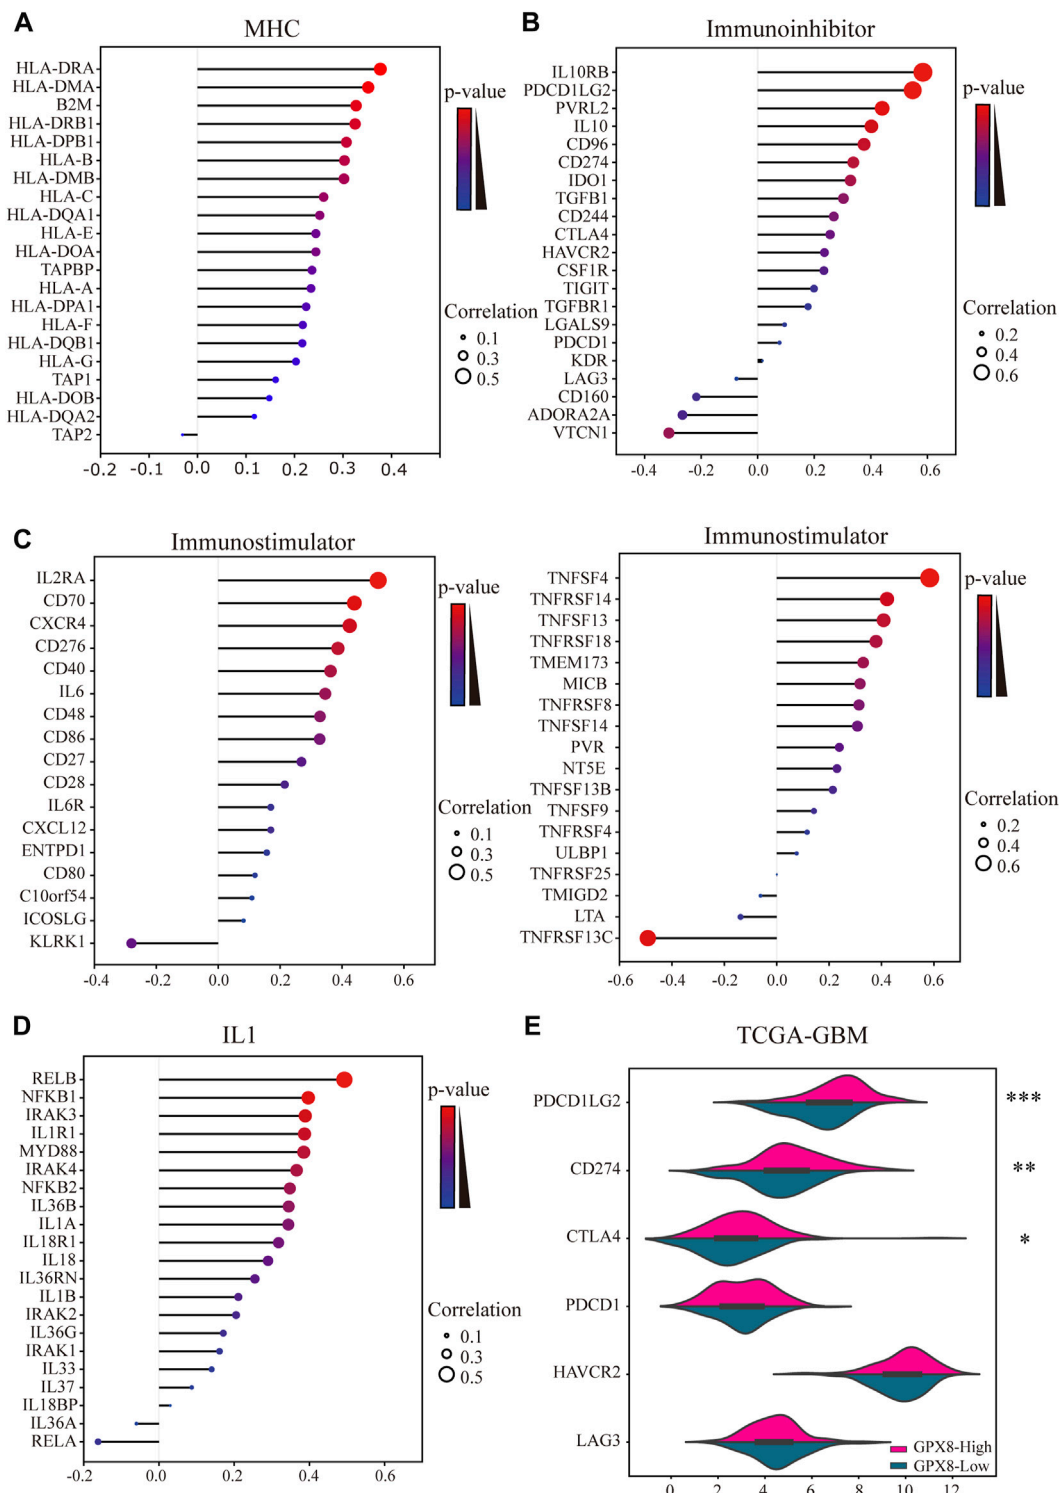 A
MHC
HLA-DRA
HLA-DMA
B2M
HLA-DRB1
HLA-DPB1
HLA-B
HLA-DMB
HLA-C
HLA-DQA1
HLA-E
HLA-DOA
TAPBP
HLA-A
HLA-DPA1
HLA-F
HLA-DQB1
HLA-G
TAP1
HLA-DOB
HLA-DQA2
TAP2
-0.2 -0.1 0.0 0.1 0.2 0.3 0.4
p-value
Correlation
0.1
0.3
0.5
B
Immunoinhibitor
IL10RB
PDCD1LG2
PVRL2
IL10
CD96
CD274
IDO1
TGFB1
CD244
CTLA4
HAVCR2
CSF1R
TIGIT
TGFBR1
LGALS9
PDCD1
KDR
LAG3
CD160
ADORA2A
VTCN1
-0.4 -0.2 0.0 0.2 0.4 0.6
p-value
Correlation
0.2
0.4
0.6
C
Immunostimulator
IL2RA
CD70
CXCR4
CD276
CD40
IL6
CD48
CD86
CD27
CD28
IL6R
CXCL12
ENTPD1
CD80
C10orf54
ICOSLG
KLRK1
-0.4 -0.2 0.0 0.2 0.4 0.6
p-value
Correlation
0.1
0.3
0.5
Immunostimulator
TNFSF4
TNFRSF14
TNFSF13
TNFRSF18
TMEM173
MICB
TNFRSF8
TNFSF14
PVR
NT5E
TNFSF13B
TNFSF9
TNFRSF4
ULBP1
TNFRSF25
TMIGD2
LTA
TNFRSF13C
-0.6 -0.4 -0.2 0.0 0.2 0.4 0.6
p-value
Correlation
0.2
0.4
0.6
D
IL1
RELB
NFKB1
IRAK3
IL1R1
MYD88
IRAK4
NFKB2
IL36B
IL1A
IL18R1
IL18
IL36RN
IL1B
IRAK2
IL36G
IRAK1
IL33
IL37
IL18BP
IL36A
RELA
-0.2 0.0 0.2 0.4 0.6
p-value
Correlation
0.1
0.3
0.5
E
TCGA-GBM
PDCD1LG2 ***
CD274 **
CTLA4 *
PDCD1
HAVCR2
LAG3
GPX8-High
GPX8-Low
0 2 4 6 8 10 12